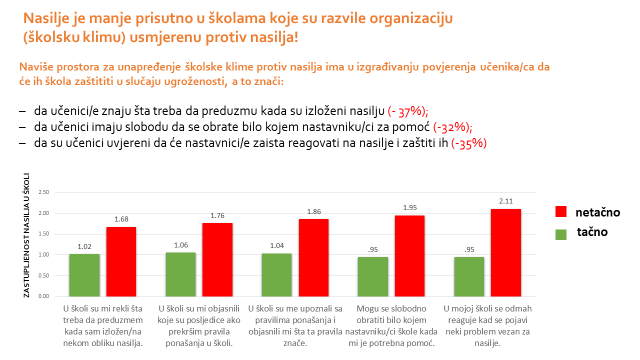 Nasilje je manje prisutno u školama koje su razvile organizaciju
(školsku klimu) usmjerenu protiv nasilja!
Naviše prostora za unapređenje školske klime protiv nasilja ima u izgrađivanju povjerenja učenika/ca da
će ih škola zaštititi u slučaju ugroženosti, a to znači:
– da učenici/e znaju šta treba da preduzmu kada su izloženi nasilju (- 37%);
– da učenici imaju slobodu da se obrate bilo kojem nastavniku/ci za pomoć (-32%);
– da su učenici uvjereni da će nastavnici/e zaista reagovati na nasilje i zaštiti ih (-35%)
ZASTUPLJENOST NASILJA U ŠKOLI
2.50
2.00
1.50
1.00
0.50
0.00
1.02 1.68 1.06 1.76 1.04 1.86 .95 1.95 .95 2.11
netačno
tačno
U školi su mi rekli šta
treba da preduzmem
kada sam izložen/na
nekom obliku nasilja.
U školi su mi objasnili
koje su posljedice ako
prekršim pravila
ponašanja u školi.
U školi su me upoznali sa
pravilima ponašanja i
objasnili mi šta ta pravila
znače.
Mogu se slobodno
obratiti bilo kojem
nastavniku/ci škole kada
mi je potrebna pomoć.
U mojoj školi se odmah
reaguje kad se pojavi
neki problem vezan za
nasilje.